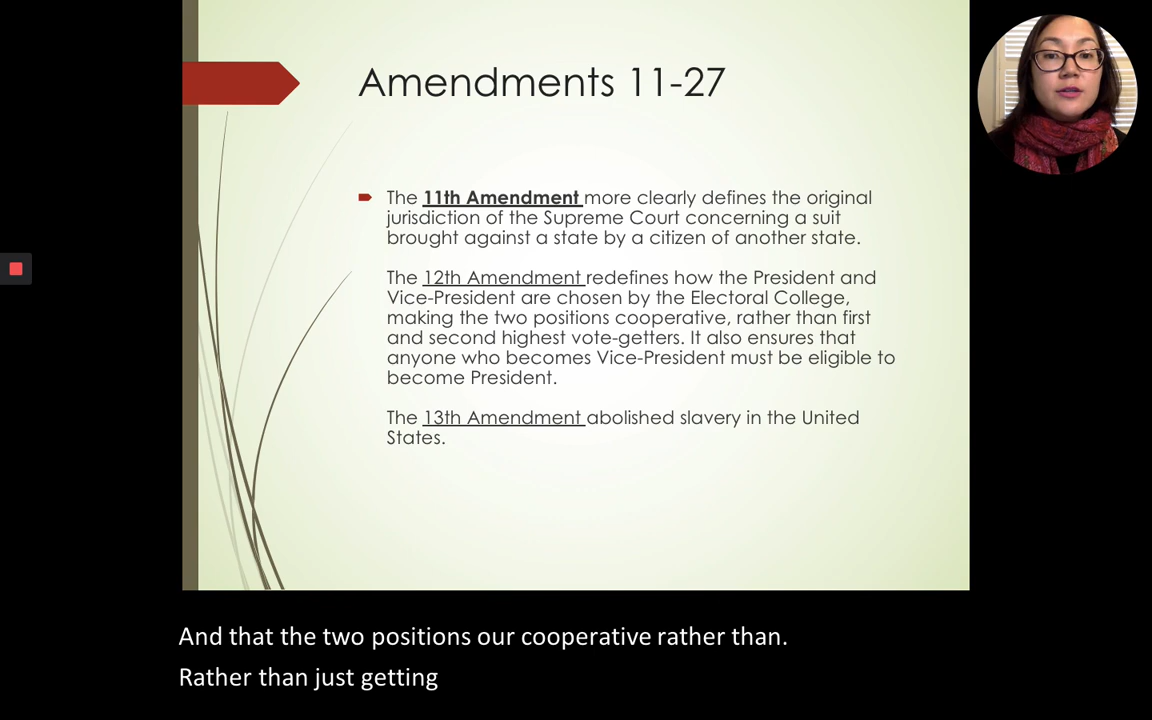 Amendments 11-27
The 11th Amendment more clearly defines the original
jurisdiction of the Supreme Court concerning a suit
brought against a state by a citizen of another state.
The 12th Amendment redefines how the President and
Vice-President are chosen by the Electoral College,
making the two positions cooperative, rather than first
and second highest vote-getters. It also ensures that
anyone who becomes Vice-President must be eligible to
become President.
The 13th Amendment abolished slavery in the United
States.
And that the two positions our cooperative rather than.
Rather than just getting